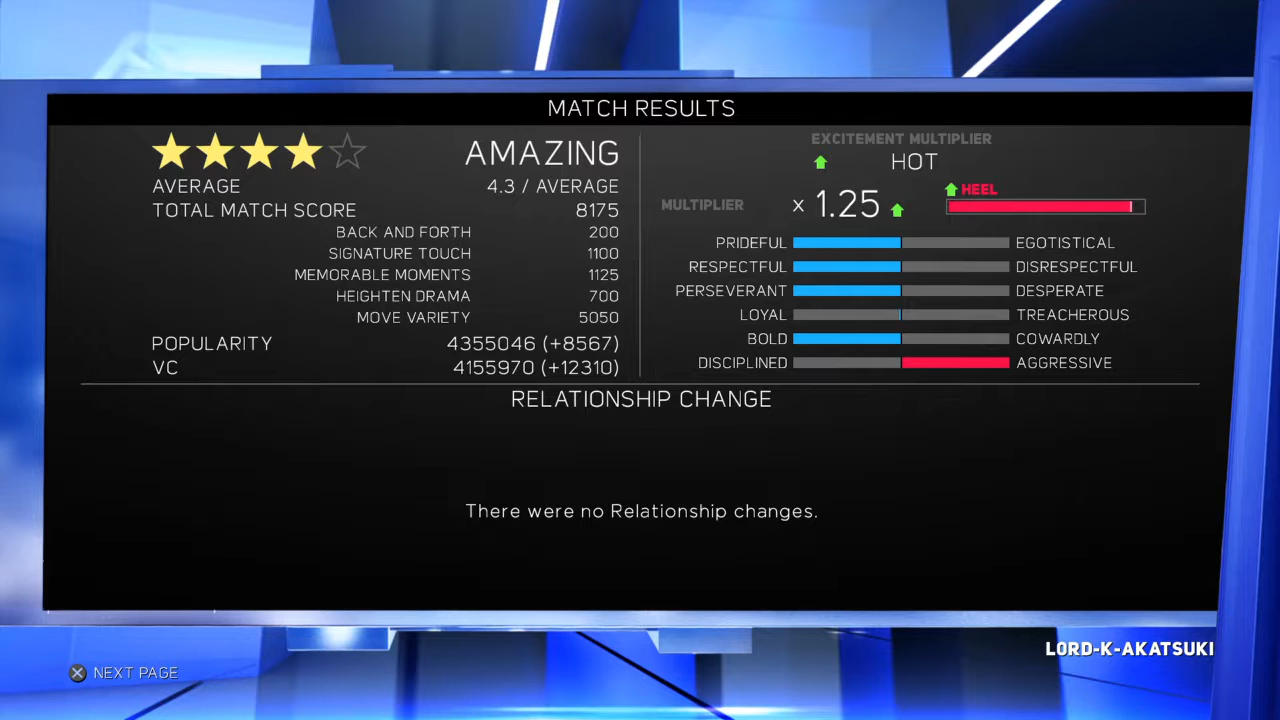 MATCH RESULTS
AMAZING
AVERAGE 4.3 / AVERAGE
TOTAL MATCH SCORE 8175
BACK AND FORTH 200
SIGNATURE TOUCH 1100
MEMORABLE MOMENTS 1125
HEIGHTEN DRAMA 700
MOVE VARIETY 5050
POPULARITY 4355046 (+8567)
VC 4155970 (+12310)
EXCITEMENT MULTIPLIER
HOT
MULTIPLIER x 1.25
HEEL
PRIDEFUL EGOTISTICAL
RESPECTFUL DISRESPECTFUL
PERSEVERANT DESPERATE
LOYAL TREACHEROUS
BOLD COWARDLY
DISCIPLINED AGGRESSIVE
RELATIONSHIP CHANGE
There were no Relationship changes.
LORD-K-AKATSUKI
NEXT PAGE